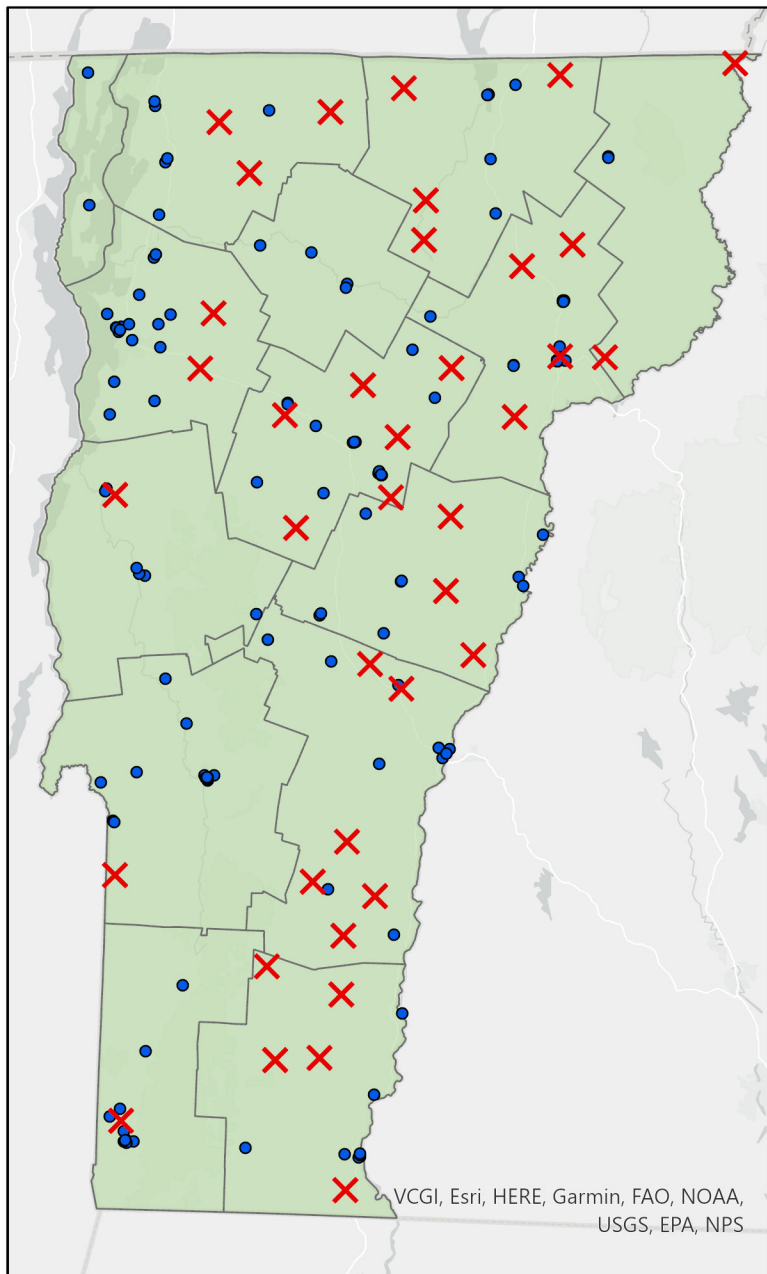 VCGI, Esri, HERE, Garmin, FAO, NOAA,
USGS, EPA, NPS